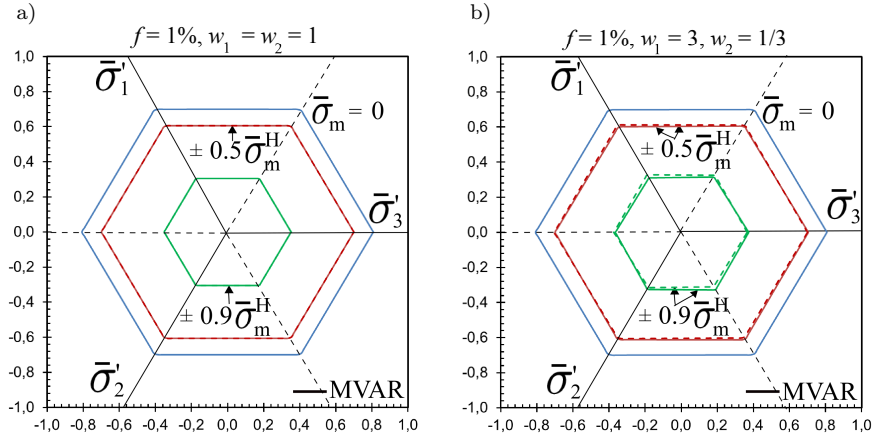 a)
f = 1%, w₁ = w₂ = 1
1,0
0,8
0,6
0,4
0,2
0,0
-0,2
-0,4
-0,6
-0,8
-1,0
-1,0 -0,8 -0,6 -0,4 -0,2 0,0 0,2 0,4 0,6 0,8 1,0
σ̄'₁
σ̄ₘ = 0
± 0.5 σ̄ₘᴴ
σ̄'₃
± 0.9 σ̄ₘᴴ
σ̄'₂
MVAR
b)
f = 1%, w₁ = 3, w₂ = 1/3
1,0
0,8
0,6
0,4
0,2
0,0
-0,2
-0,4
-0,6
-0,8
-1,0
-1,0 -0,8 -0,6 -0,4 -0,2 0,0 0,2 0,4 0,6 0,8 1,0
σ̄'₁
σ̄ₘ = 0
± 0.5 σ̄ₘᴴ
σ̄'₃
± 0.9 σ̄ₘᴴ
σ̄'₂
MVAR